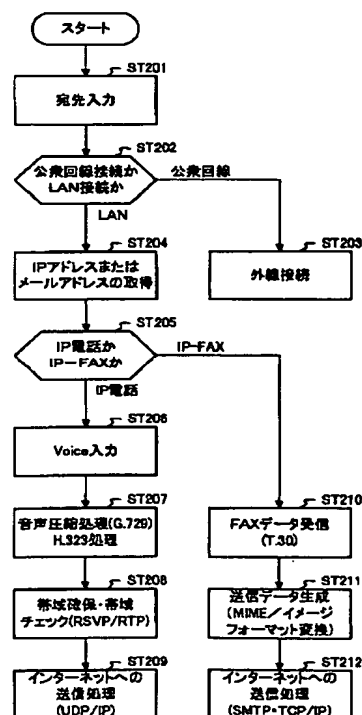 スタート
ST201
宛先入力
ST202
公衆回線接続か
LAN接続か
公衆回線
LAN
ST204
IPアドレスまたは
メールアドレスの取得
ST203
外線接続
ST205
IP電話か
IP-FAXか
IP-FAX
IP電話
ST206
Voice入力
ST207
音声圧縮処理(G.729)
H.323処理
ST210
FAXデータ受信
(T.30)
ST208
帯域確保・帯域
チェック(RSVP/RTP)
ST211
送信データ生成
(MIME/イメージ
フォーマット変換)
ST209
インターネットへの
送信処理
(UDP/IP)
ST212
インターネットへの
送信処理
(SMTP・TCP/IP)